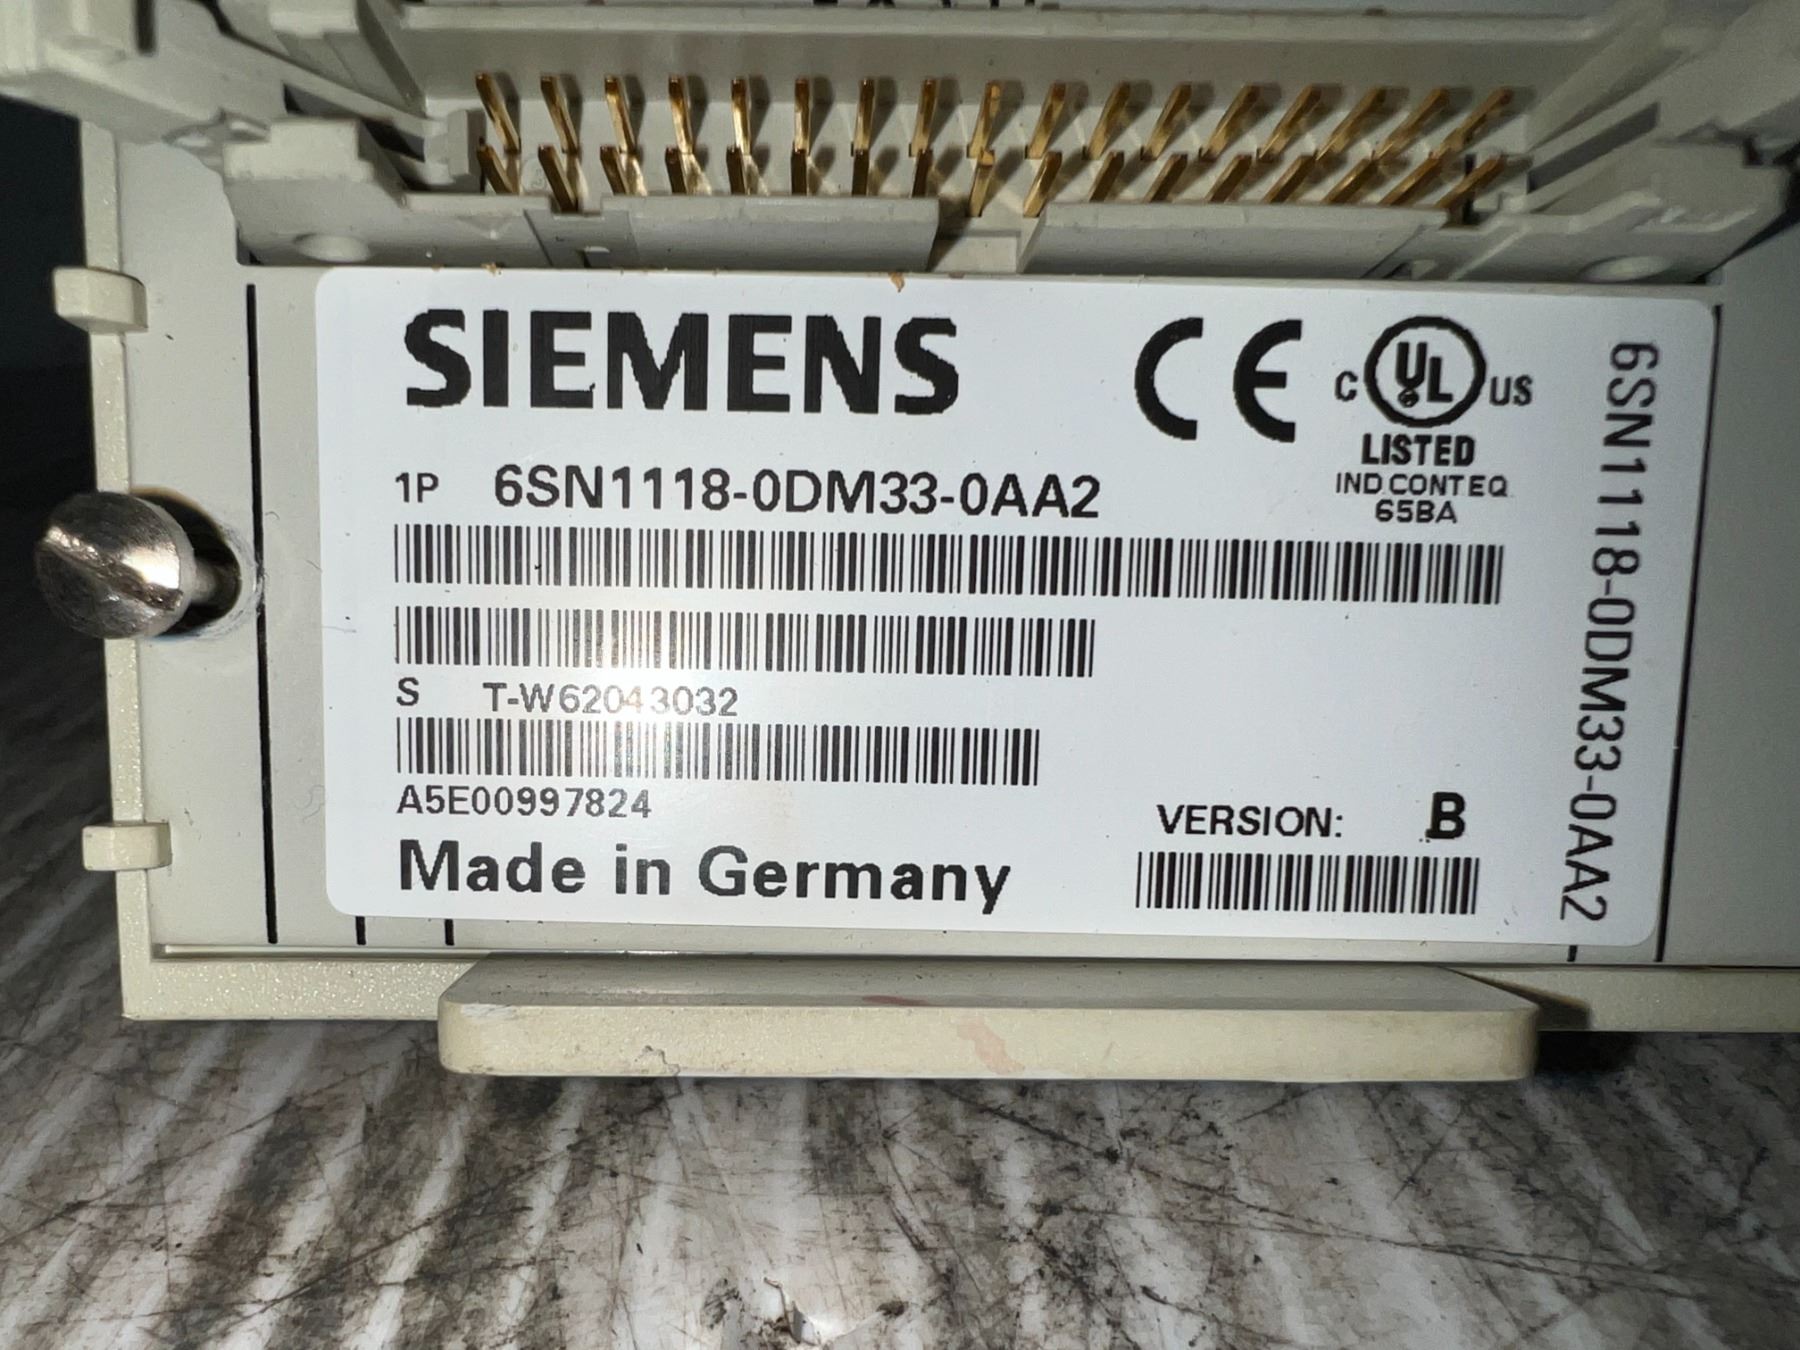 SIEMENS
CE
C UL US
LISTED
IND.CONT.EQ
65BA
1P 6SN1118-0DM33-0AA2
S T-W62043032
A5E00997824
Made in Germany
VERSION: B
6SN1118-0DM33-0AA2